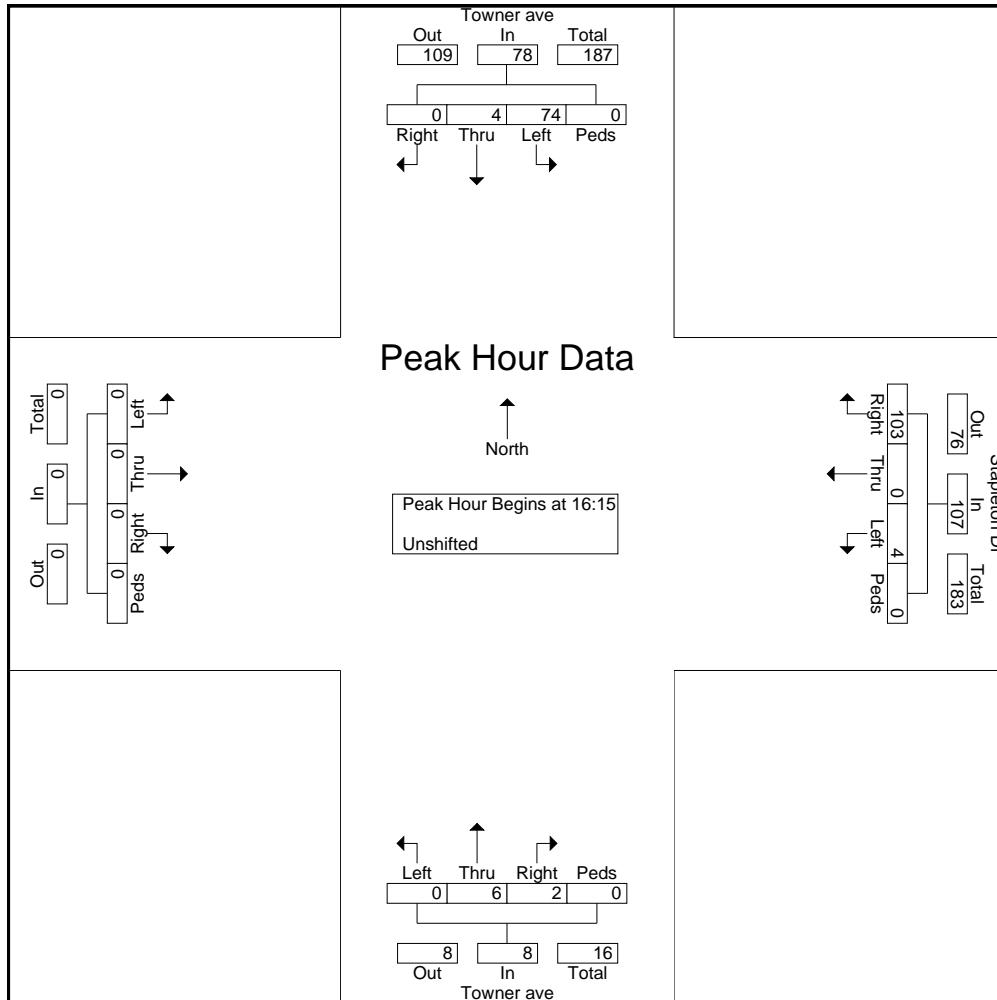 Towner ave
Out In Total
109 78 187
0 4 74 0
Right Thru Left Peds
Peak Hour Data
North
Peak Hour Begins at 16:15
Unshifted
Total In Out
0 0 0
0 0 0 0
Left Thru Right Peds
Stapleton Dr
Out In Total
76 107 183
103 0 4 0
Right Thru Left Peds
Left Thru Right Peds
0 6 2 0
8 8 16
Out In Total
Towner ave